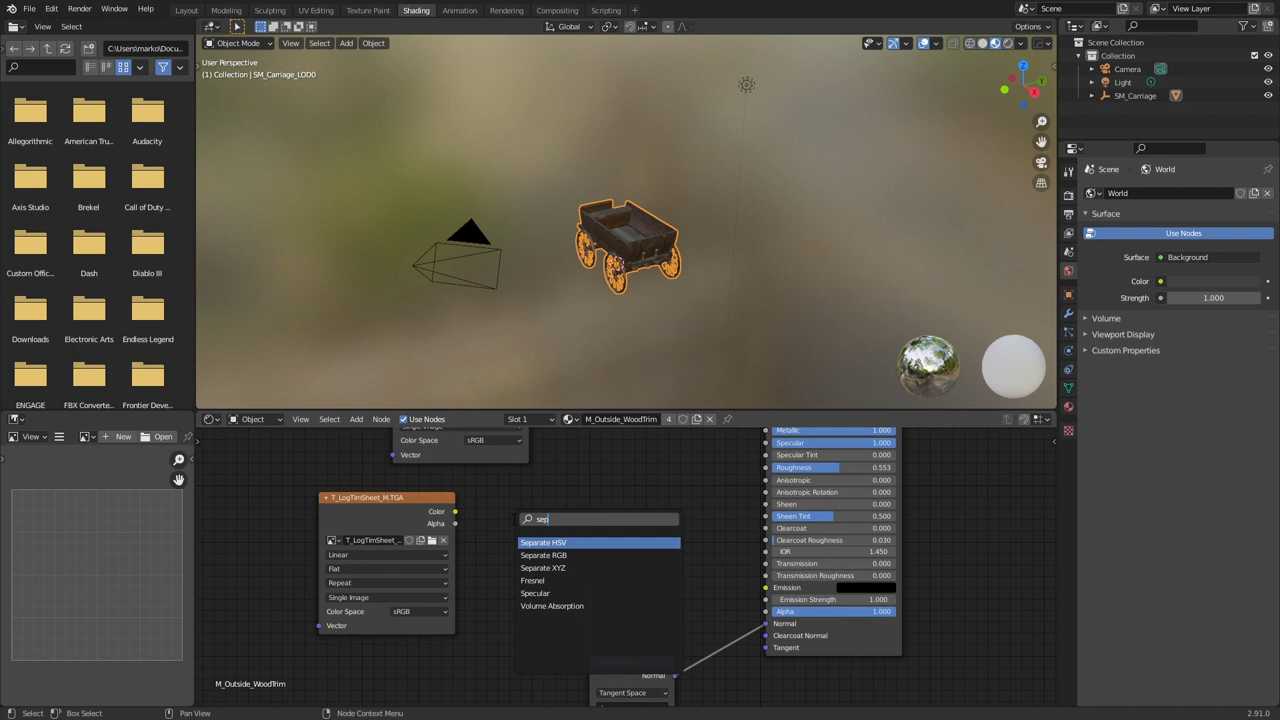 File Edit Render Window Help
Layout Modeling Sculpting UV Editing Texture Paint Shading Animation Rendering Compositing Scripting
Scene View Layer
View Select
Global
Options
C:\Users\marko\Docu...
Object Mode View Select Add Object
User Perspective
(1) Collection | SM_Carriage_LOD0
Z
Y
X
Allegorithmic American Tru... Audacity
Axis Studio Brekel Call of Duty ...
Custom Offic... Dash Diablo III
Downloads Electronic Arts Endless Legend
ENGAGE FBX Converte... Frontier Deve...
Scene Collection
Collection
Camera
Light
SM_Carriage
Scene World
World
Surface
Use Nodes
Surface Background
Color
Strength 1.000
Volume
Viewport Display
Custom Properties
View New Open
Object View Select Add Node Use Nodes Slot 1 M_Outside_WoodTrim 4
Color Space sRGB
Vector
T_LogTimSheet_M.TGA
Color
Alpha
T_LogTimSheet_...
Linear
Flat
Repeat
Single Image
Color Space sRGB
Vector
sep
Separate HSV
Separate RGB
Separate XYZ
Fresnel
Specular
Volume Absorption
Normal
Tangent Space
Metallic 1.000
Specular 1.000
Specular Tint 0.000
Roughness 0.553
Anisotropic 0.000
Anisotropic Rotation 0.000
Sheen 0.000
Sheen Tint 0.500
Clearcoat 0.000
Clearcoat Roughness 0.030
IOR 1.450
Transmission 0.000
Transmission Roughness 0.000
Emission
Emission Strength 1.000
Alpha 1.000
Normal
Clearcoat Normal
Tangent
M_Outside_WoodTrim
Select Box Select Pan View Node Context Menu 2.91.0